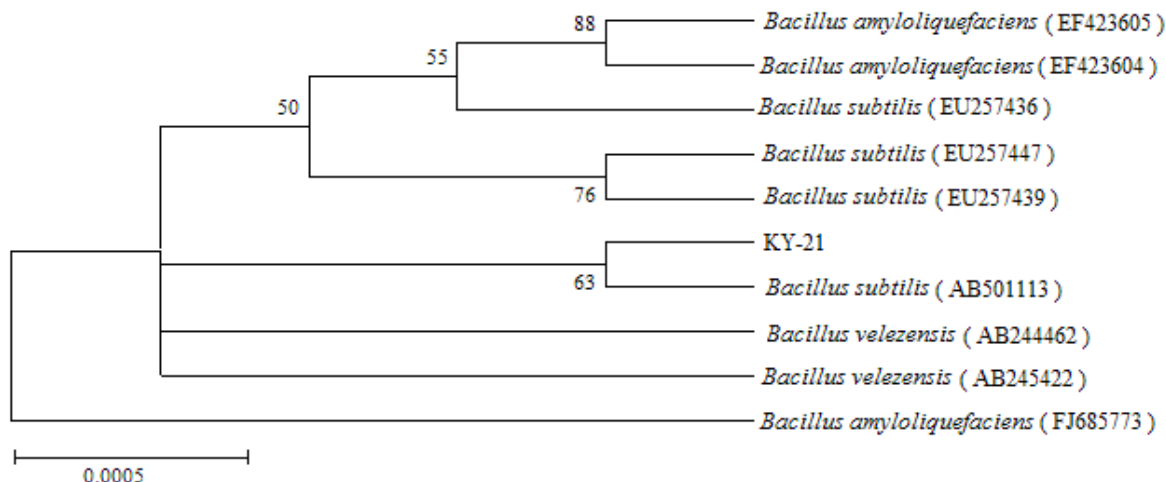 88
Bacillus amyloliquefaciens ( EF423605 )
55
Bacillus amyloliquefaciens ( EF423604 )
50
Bacillus subtilis ( EU257436 )
Bacillus subtilis ( EU257447 )
76
Bacillus subtilis ( EU257439 )
KY-21
63
Bacillus subtilis ( AB501113 )
Bacillus velezensis ( AB244462 )
Bacillus velezensis ( AB245422 )
Bacillus amyloliquefaciens ( FJ685773 )
0.0005